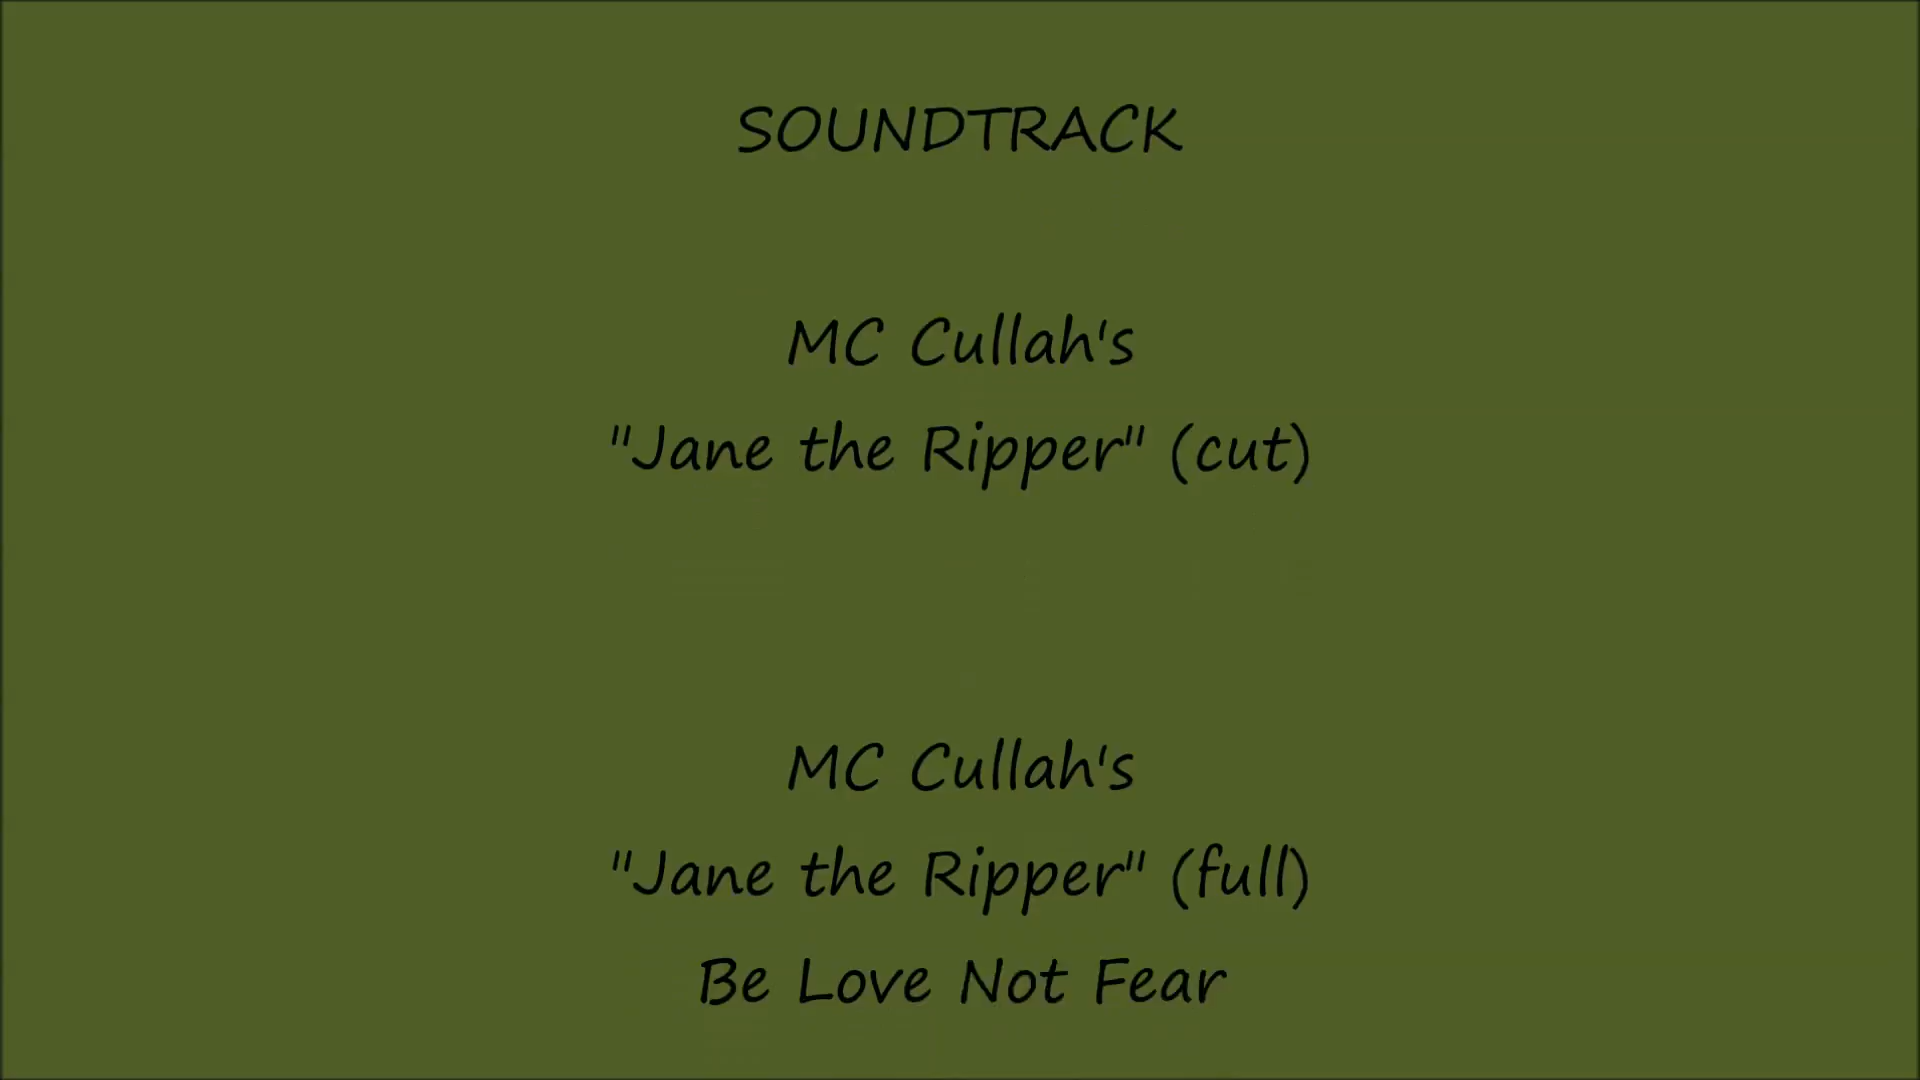 SOUNDTRACK
MC Cullah's
"Jane the Ripper" (cut)
MC Cullah's
"Jane the Ripper" (full)
Be Love Not Fear